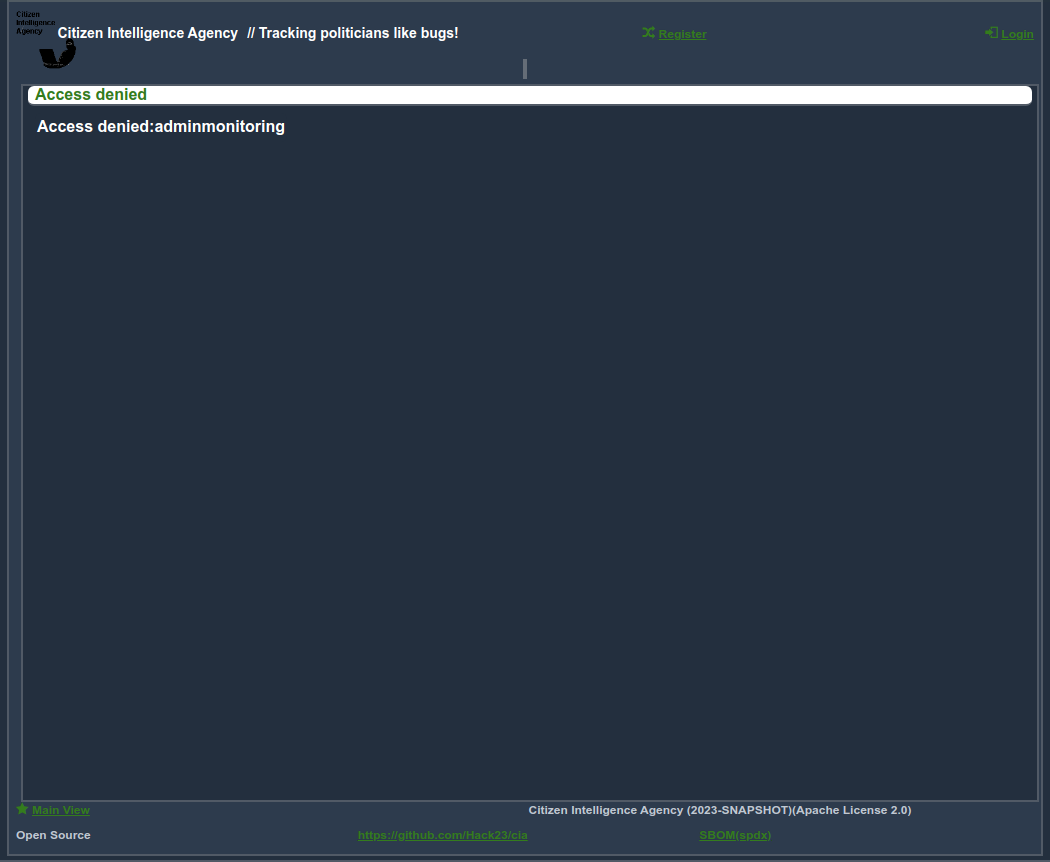 Citizen
Intelligence
Agency
Citizen Intelligence Agency // Tracking politicians like bugs!
Register
Login
Access denied
Access denied:adminmonitoring
Main View
Citizen Intelligence Agency (2023-SNAPSHOT)(Apache License 2.0)
Open Source
https://github.com/Hack23/cia
SBOM(spdx)